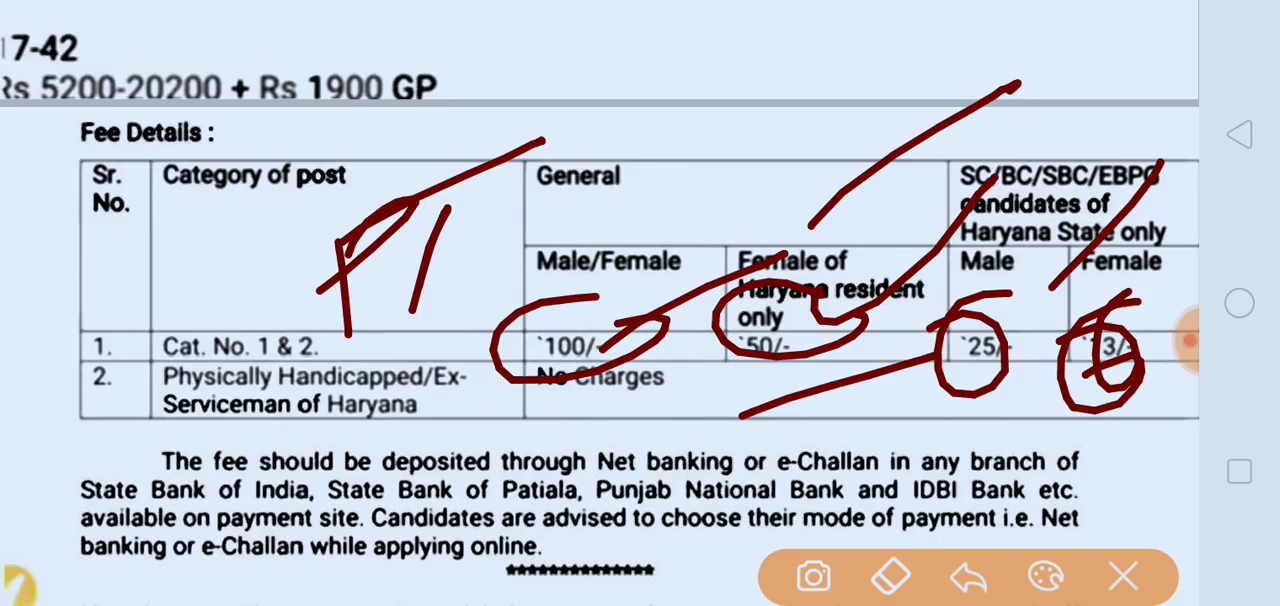 17-42
Rs 5200-20200 + Rs 1900 GP
Fee Details :
Sr. No. Category of post General SC/BC/SBC/EBPG candidates of Haryana State only
Male/Female Female of Haryana resident only Male Female
1. Cat. No. 1 & 2. `100/- `50/- `25/-
2. Physically Handicapped/Ex-Serviceman of Haryana No Charges
The fee should be deposited through Net banking or e-Challan in any branch of
State Bank of India, State Bank of Patiala, Punjab National Bank and IDBI Bank etc.
available on payment site. Candidates are advised to choose their mode of payment i.e. Net
banking or e-Challan while applying online.
***************